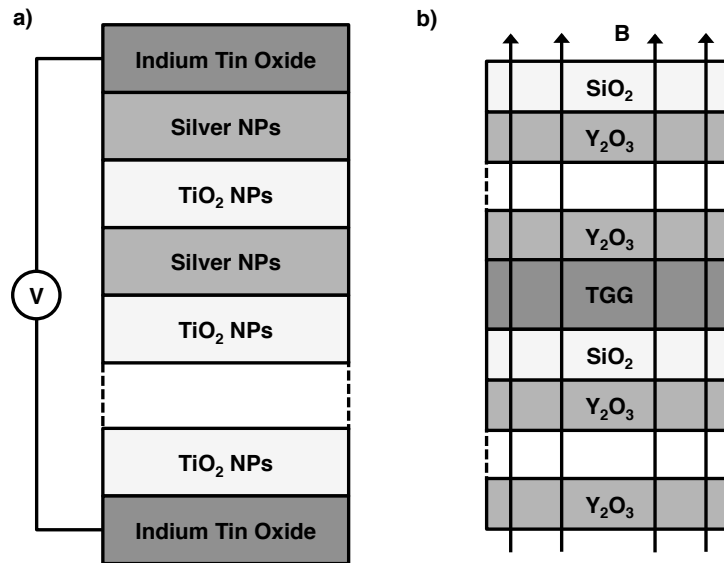 a)
Indium Tin Oxide
Silver NPs
TiO₂ NPs
Silver NPs
TiO₂ NPs
TiO₂ NPs
Indium Tin Oxide
V
b)
B
SiO₂
Y₂O₃
Y₂O₃
TGG
SiO₂
Y₂O₃
Y₂O₃